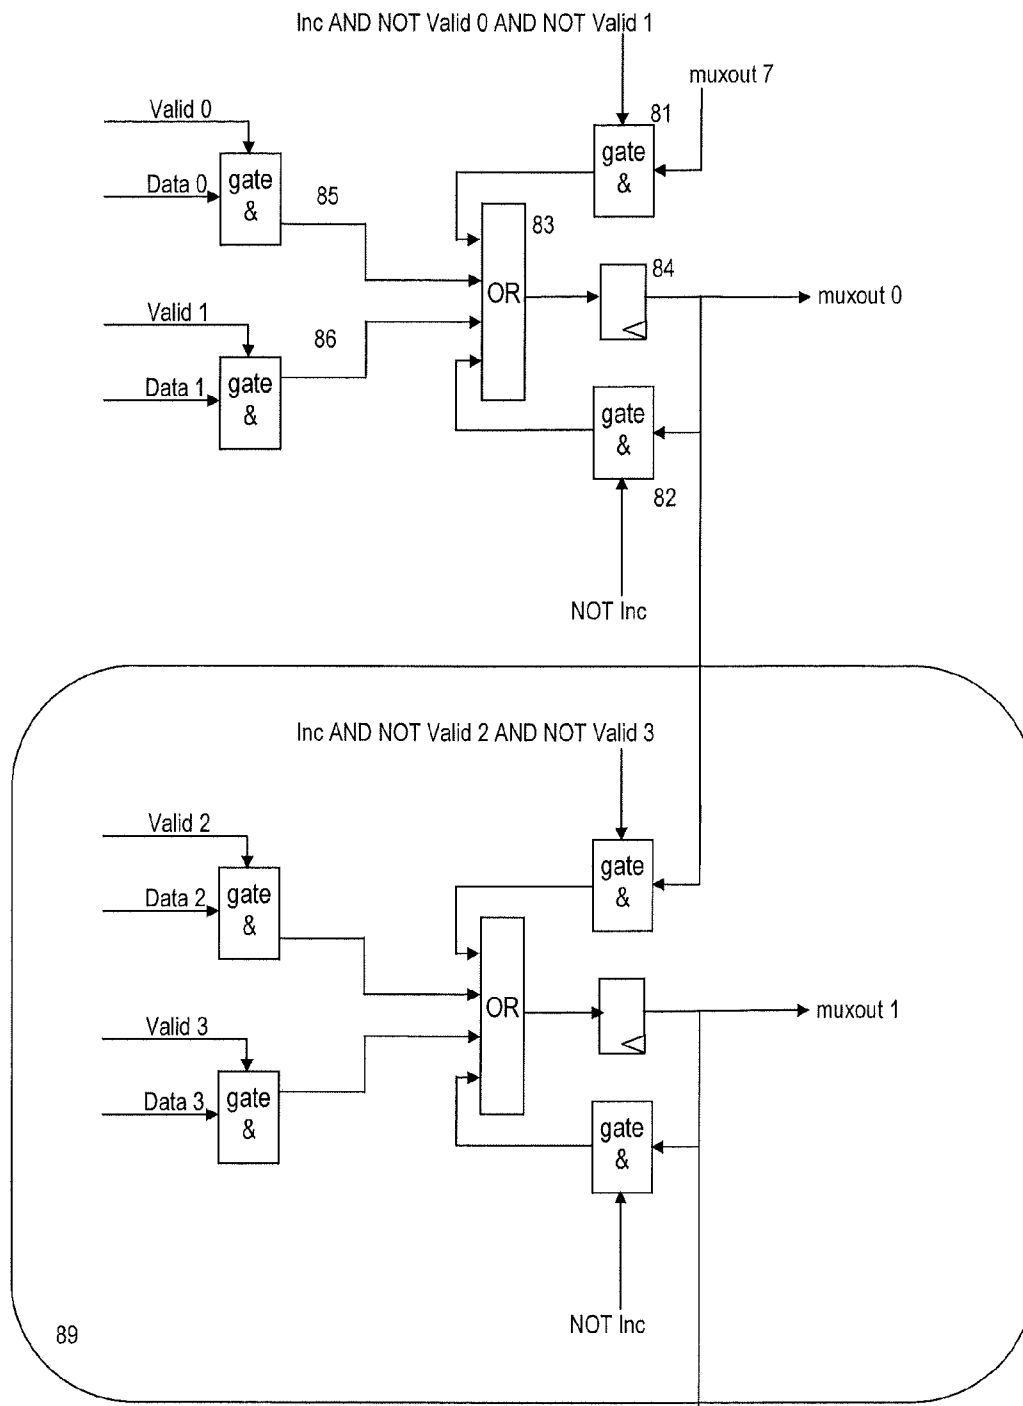 Inc AND NOT Valid 0 AND NOT Valid 1
muxout 7
Valid 0
81
gate
&
Data 0
gate
&
85
83
84
OR
muxout 0
Valid 1
86
Data 1
gate
&
gate
&
82
NOT Inc
Inc AND NOT Valid 2 AND NOT Valid 3
Valid 2
gate
&
Data 2
gate
&
OR
muxout 1
Valid 3
Data 3
gate
&
gate
&
NOT Inc
89